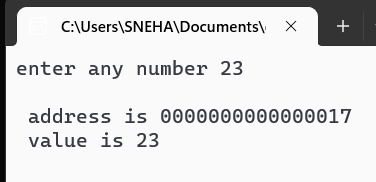 C:\Users\SNEHA\Documents\
enter any number 23
address is 0000000000000017
value is 23